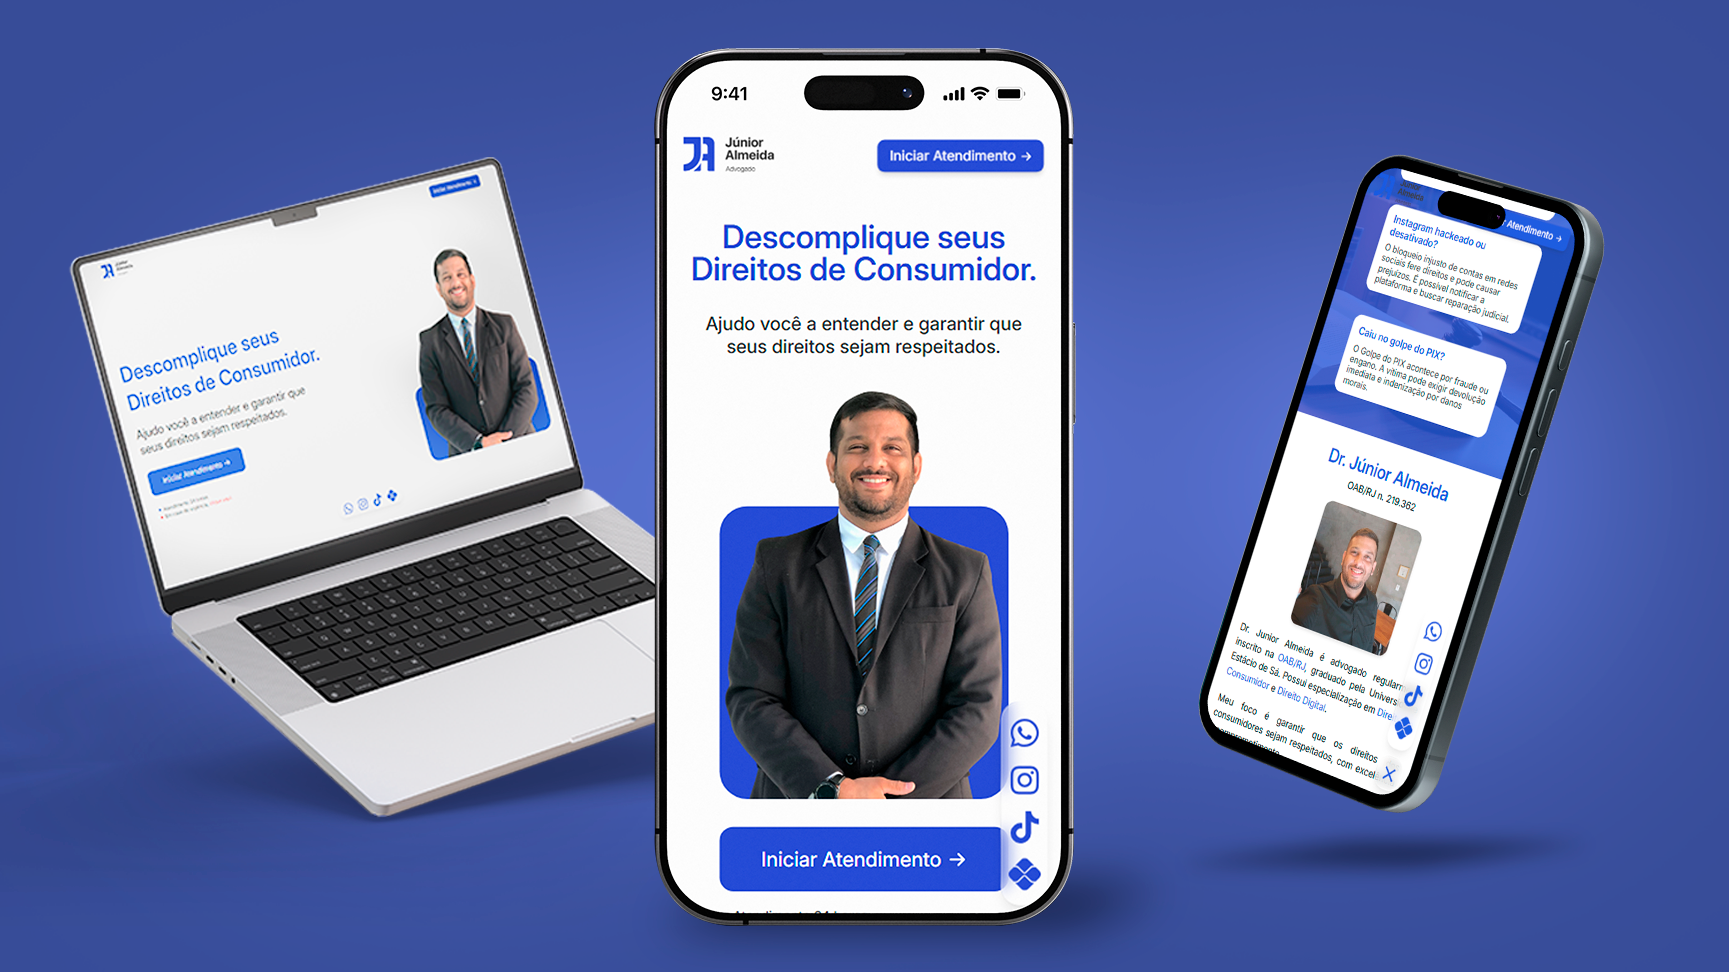 Iniciar Atendimento →
Júnior
Almeida
Descomplique seus
Direitos de Consumidor.
Ajudo você a entender e garantir que
seus direitos sejam respeitados.
Iniciar Atendimento →
9:41
Júnior
Almeida
Advogado
Iniciar Atendimento →
Descomplique seus
Direitos de Consumidor.
Ajudo você a entender e garantir que
seus direitos sejam respeitados.
Iniciar Atendimento →
Almeida
Atendimento →
Instagram hackeado ou
desativado?
O bloqueio injusto de contas em redes
sociais fere direitos e pode causar
prejuízos. É possível notificar a
plataforma e buscar reparação judicial.
Caiu no golpe do PIX?
O Golpe do PIX acontece por fraude ou
engano. A vítima pode exigir devolução
imediata e indenização por danos
morais.
Dr. Júnior Almeida
OAB/RJ n. 219.362
Dr. Junior Almeida é advogado regularm
inscrito na OAB/RJ, graduado pela Univers
Estácio de Sá. Possui especialização em Dire
Consumidor e Direito Digital.
Meu foco é garantir que os direitos
consumidores sejam respeitados, com excel